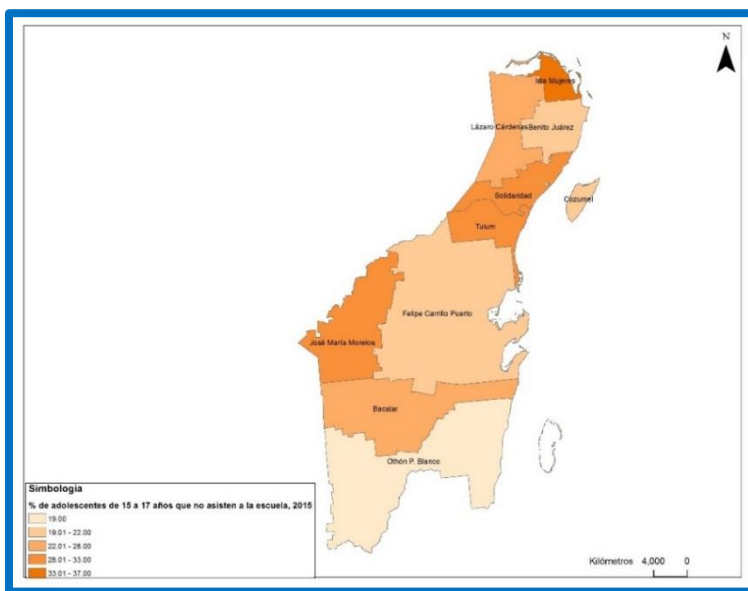 N
Isla Mujeres
Lázaro Cárdenas
Benito Juárez
Solidaridad
Cozumel
Tulum
Felipe Carrillo Puerto
José María Morelos
Bacalar
Othón P. Blanco
Simbología
% de adolescentes de 15 a 17 años que no asisten a la escuela, 2015
19.00
19.01 - 22.00
22.01 - 28.00
28.01 - 33.00
33.01 - 37.00
Kilómetros
4,000 0